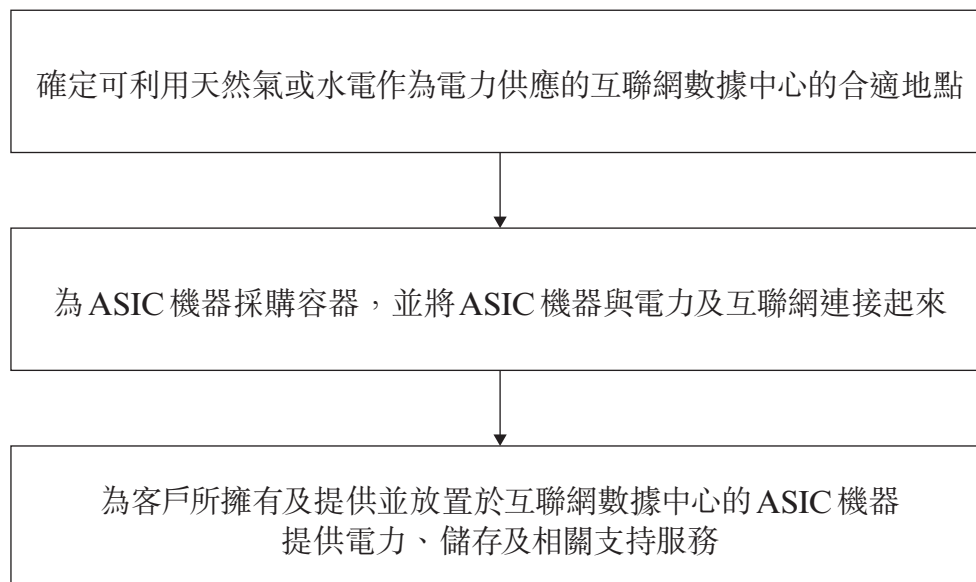 確定可利用天然氣或水電作為電力供應的互聯網數據中心的合適地點
為ASIC機器採購容器，並將ASIC機器與電力及互聯網連接起來
為客戶所擁有及提供並放置於互聯網數據中心的ASIC機器
提供電力、儲存及相關支持服務